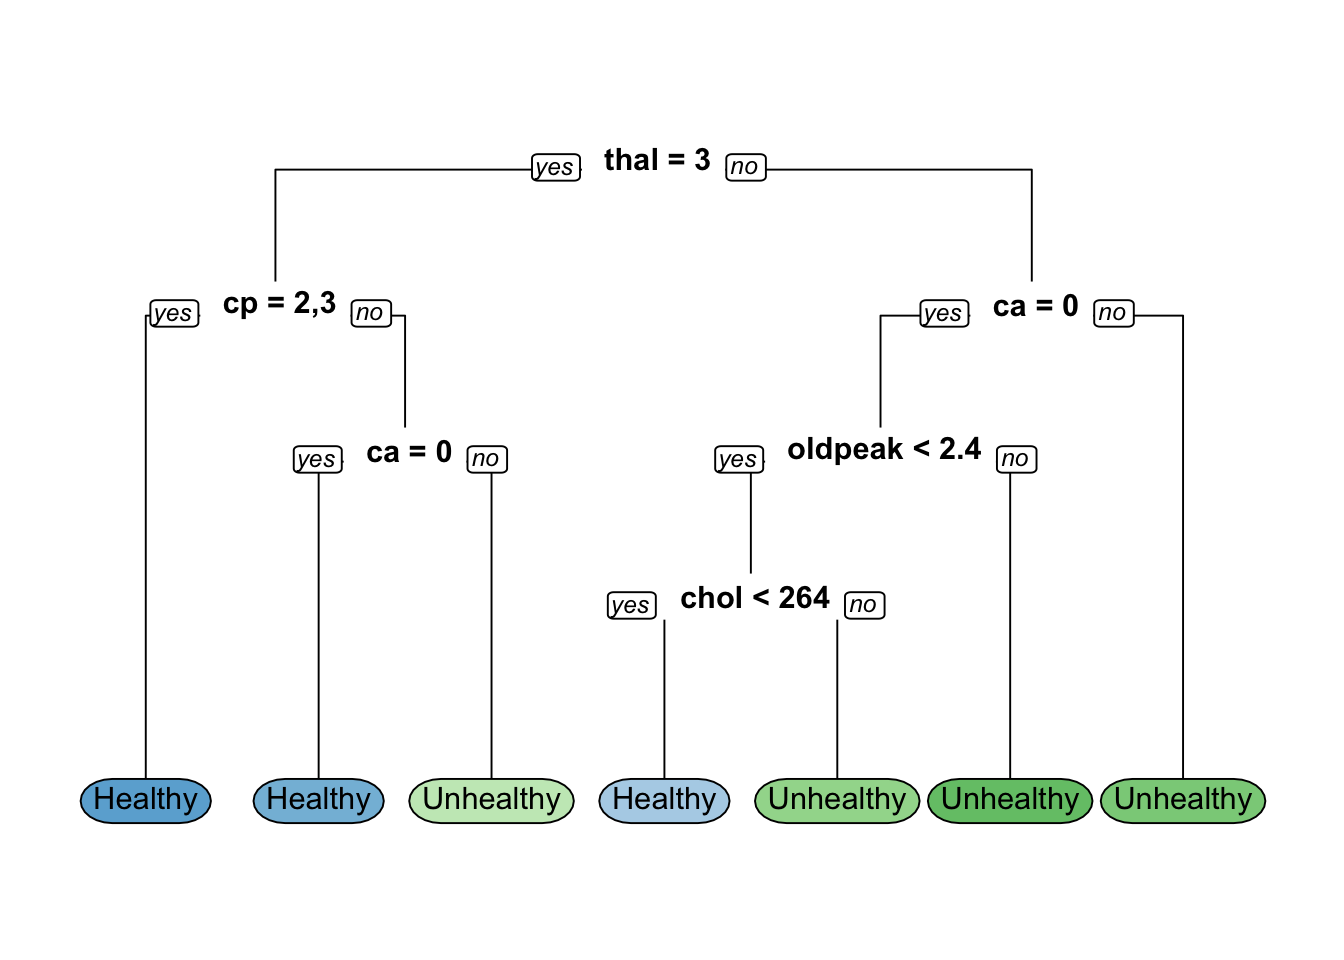 yes thal = 3 no
yes cp = 2,3 no
yes ca = 0 no
yes ca = 0 no
yes oldpeak < 2.4 no
yes chol < 264 no
Healthy Healthy Unhealthy Healthy Unhealthy Unhealthy Unhealthy